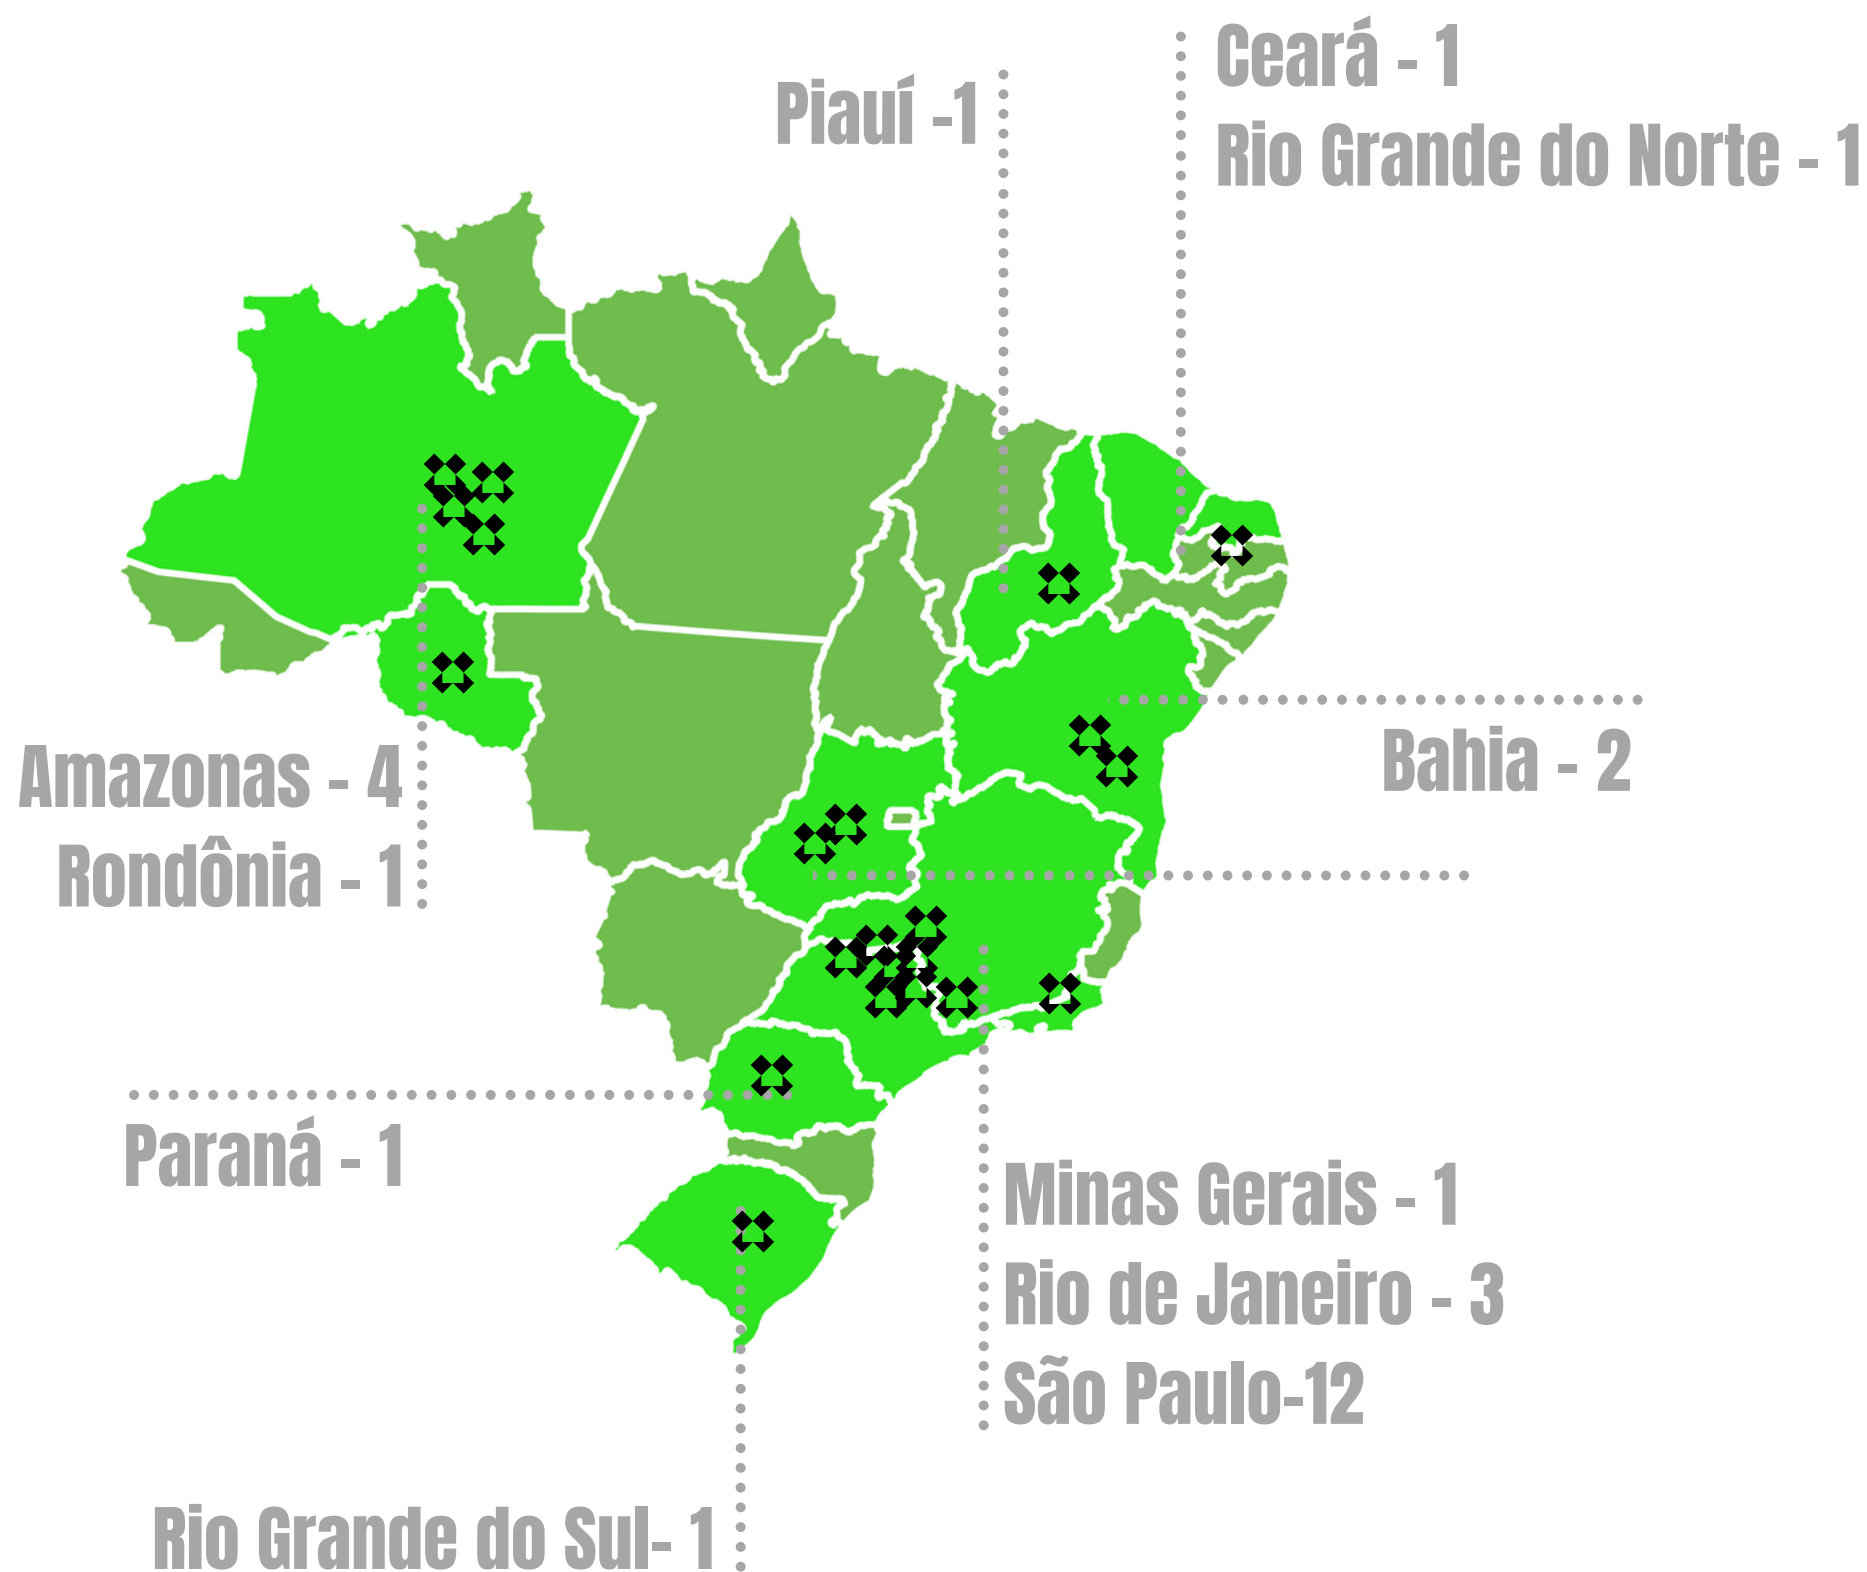 Ceará - 1
Piauí -1
Rio Grande do Norte - 1
Bahia - 2
Amazonas - 4
Rondônia - 1
Paraná - 1
Minas Gerais - 1
Rio de Janeiro - 3
São Paulo-12
Rio Grande do Sul- 1